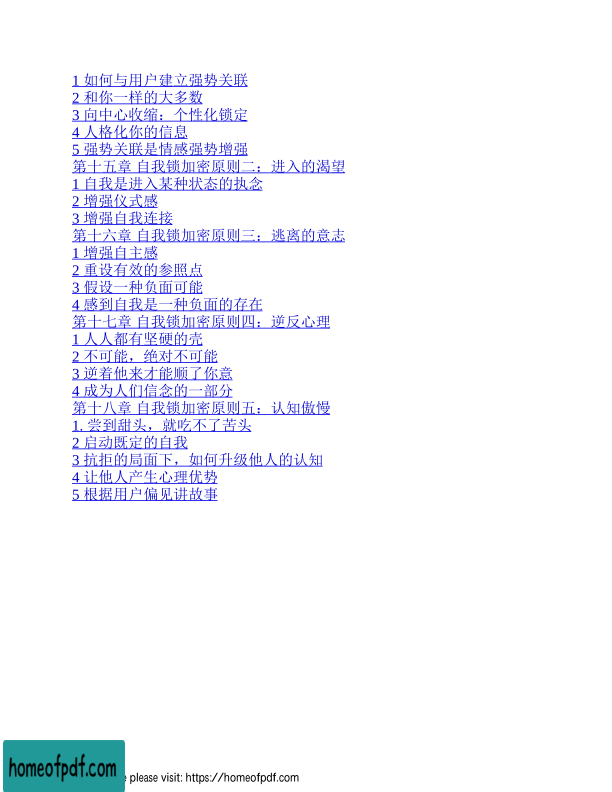 1 如何与用户建立强势关联
2 和你一样的大多数
3 向中心收缩：个性化锁定
4 人格化你的信息
5 强势关联是情感强势增强
第十五章 自我锁加密原则二：进入的渴望
1 自我是进入某种状态的执念
2 增强仪式感
3 增强自我连接
第十六章 自我锁加密原则三：逃离的意志
1 增强自主感
2 重设有效的参照点
3 假设一种负面可能
4 感到自我是一种负面的存在
第十七章 自我锁加密原则四：逆反心理
1 人人都有坚硬的壳
2 不可能，绝对不可能
3 逆着他来才能顺了你意
4 成为人们信念的一部分
第十八章 自我锁加密原则五：认知傲慢
1. 尝到甜头，就吃不了苦头
2 启动既定的自我
3 抗拒的局面下，如何升级他人的认知
4 让他人产生心理优势
5 根据用户偏见讲故事
homeofpdf.com
e please visit: https://homeofpdf.com